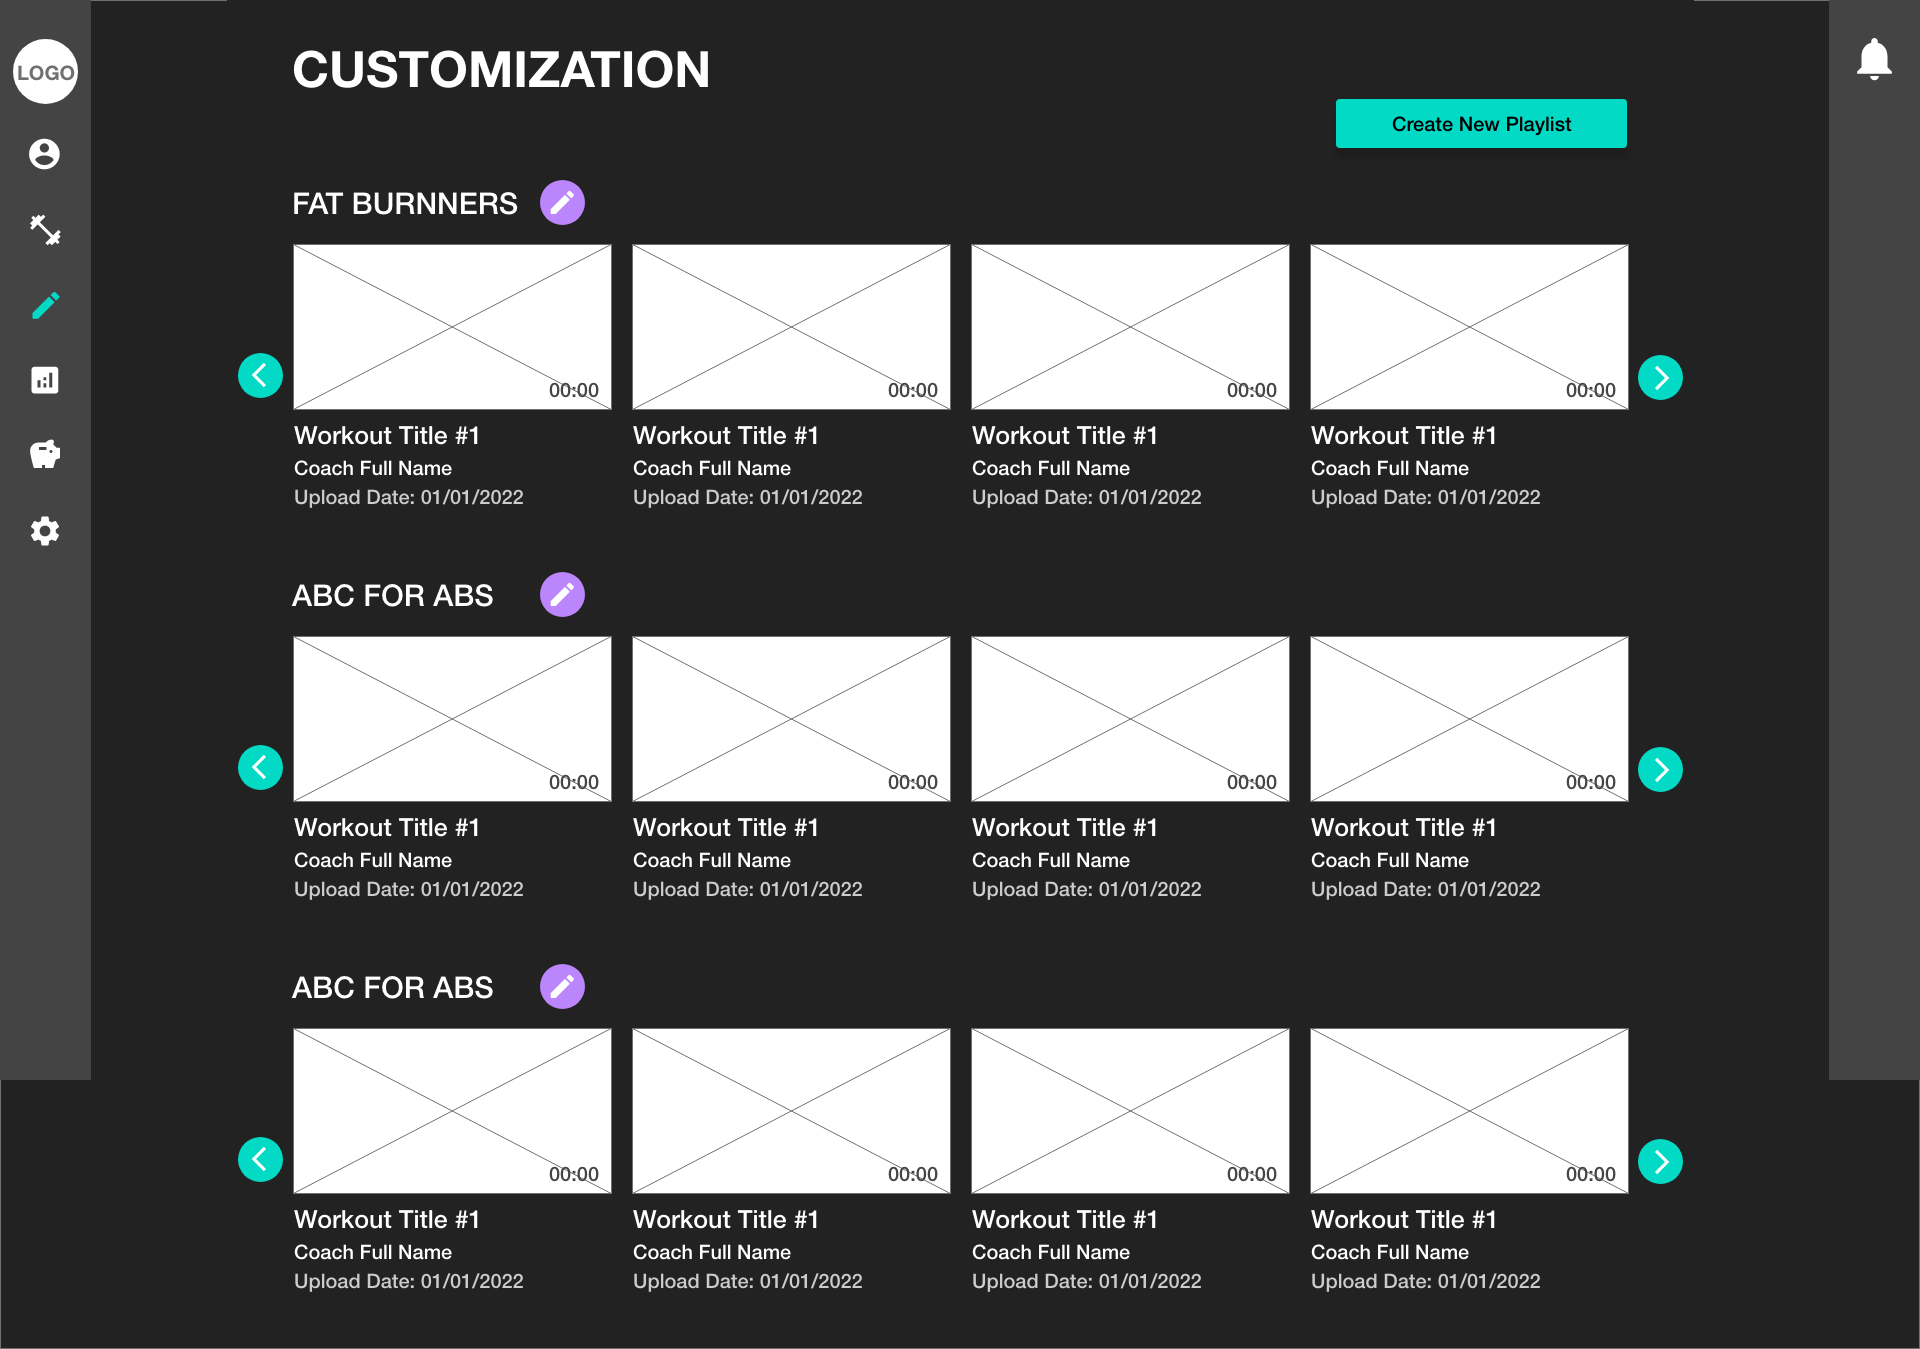 LOGO
CUSTOMIZATION
Create New Playlist
FAT BURNNERS
00:00 00:00 00:00 00:00
Workout Title #1 Workout Title #1 Workout Title #1 Workout Title #1
Coach Full Name Coach Full Name Coach Full Name Coach Full Name
Upload Date: 01/01/2022 Upload Date: 01/01/2022 Upload Date: 01/01/2022 Upload Date: 01/01/2022
ABC FOR ABS
00:00 00:00 00:00 00:00
Workout Title #1 Workout Title #1 Workout Title #1 Workout Title #1
Coach Full Name Coach Full Name Coach Full Name Coach Full Name
Upload Date: 01/01/2022 Upload Date: 01/01/2022 Upload Date: 01/01/2022 Upload Date: 01/01/2022
ABC FOR ABS
00:00 00:00 00:00 00:00
Workout Title #1 Workout Title #1 Workout Title #1 Workout Title #1
Coach Full Name Coach Full Name Coach Full Name Coach Full Name
Upload Date: 01/01/2022 Upload Date: 01/01/2022 Upload Date: 01/01/2022 Upload Date: 01/01/2022